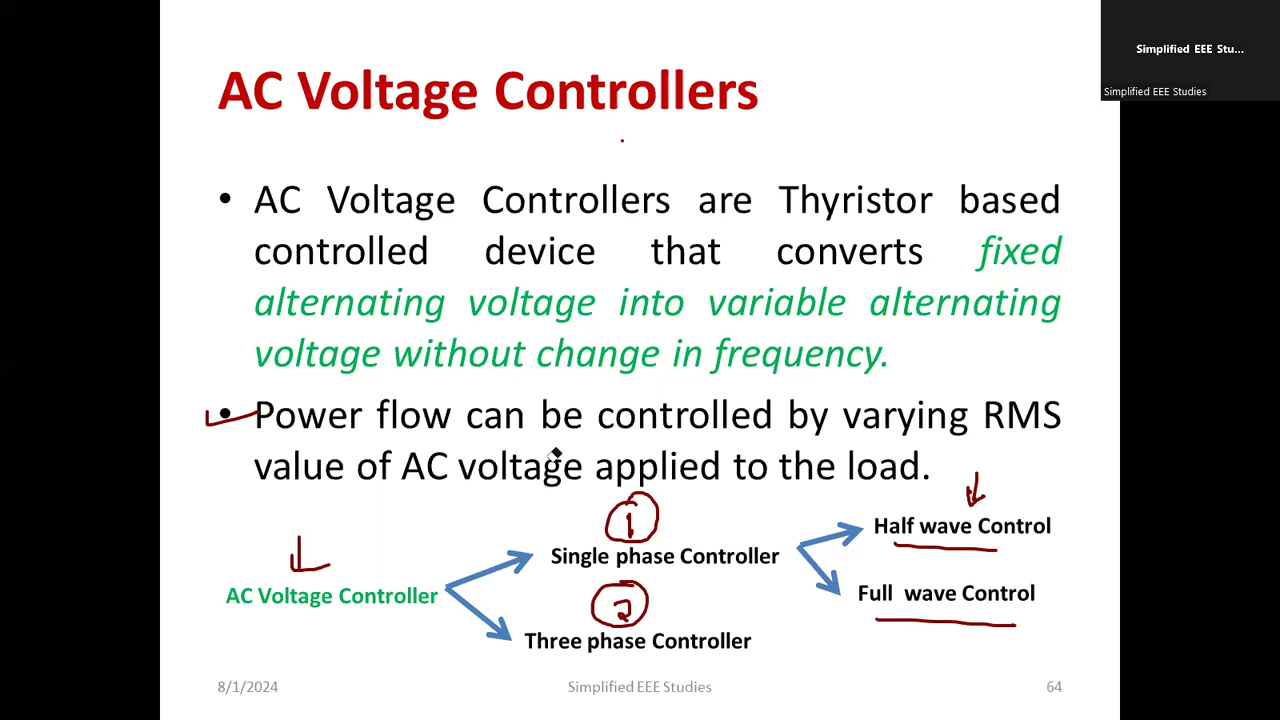 Simplified EEE Stu...
Simplified EEE Studies
AC Voltage Controllers
• AC Voltage Controllers are Thyristor based
controlled device that converts fixed
alternating voltage into variable alternating
voltage without change in frequency.
• Power flow can be controlled by varying RMS
value of AC voltage applied to the load.
1
Half wave Control
Single phase Controller
AC Voltage Controller
Full wave Control
2
Three phase Controller
8/1/2024
Simplified EEE Studies
64